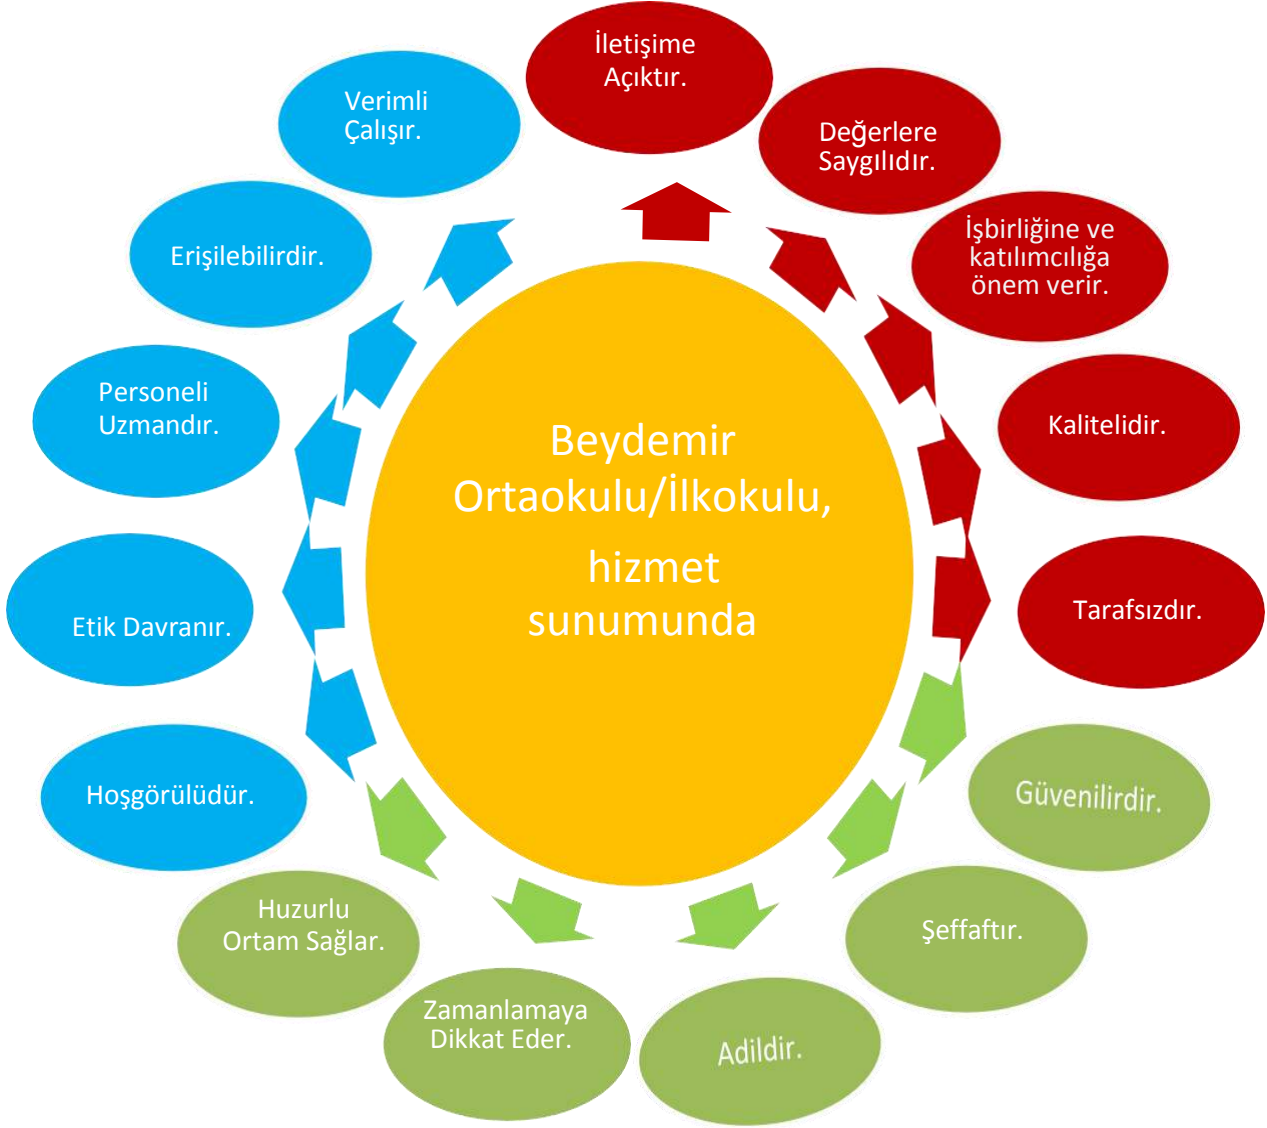 İletişime
Açıktır.
Değerlere
Saygılıdır.
İşbirliğine ve
katılımcılığa
önem verir.
Kalitelidir.
Tarafsızdır.
Güvenilirdir.
Şeffaftır.
Adildir.
Zamanlamaya
Dikkat Eder.
Huzurlu
Ortam Sağlar.
Hoşgörülüdür.
Etik Davranır.
Personeli
Uzmandır.
Erişilebilirdir.
Verimli
Çalışır.
Beydemir
Ortaokulu/İlkokulu,
hizmet
sunumunda